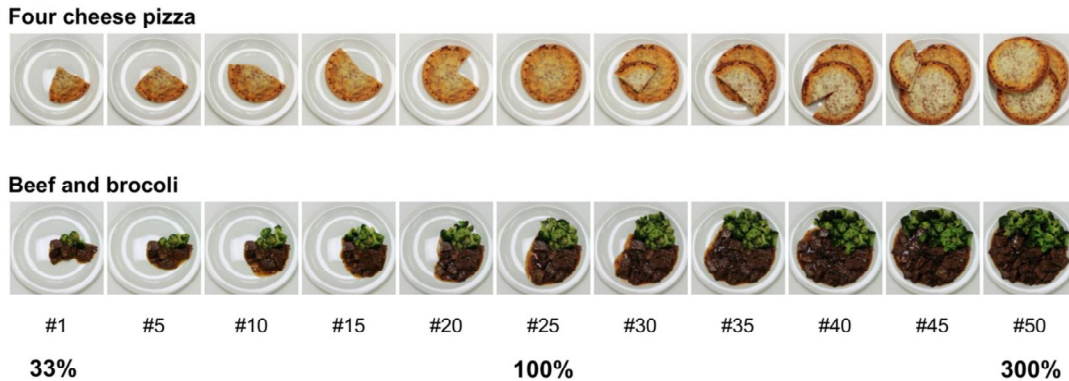 Four cheese pizza
Beef and brocoli
#1 #5 #10 #15 #20 #25 #30 #35 #40 #45 #50
33% 100% 300%